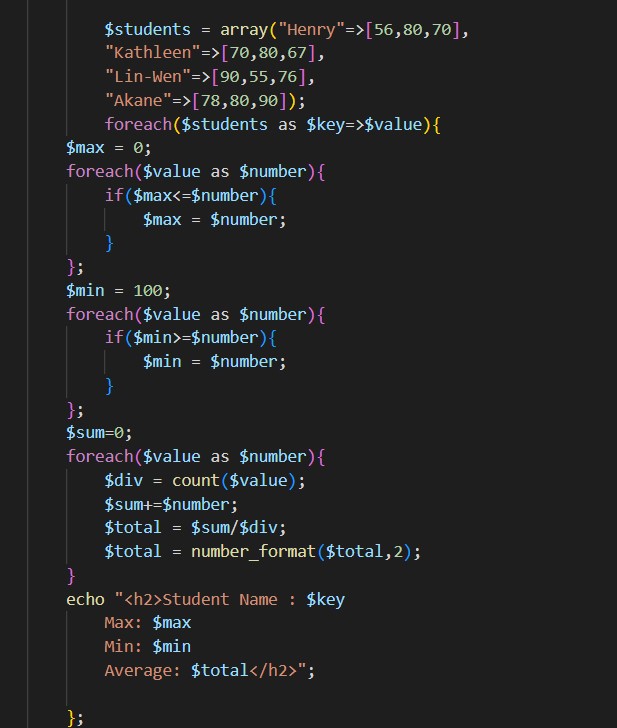 $students = array("Henry"=>[56,80,70],
"Kathleen"=>[70,80,67],
"Lin-Wen"=>[90,55,76],
"Akane"=>[78,80,90]);
foreach($students as $key=>$value){
$max = 0;
foreach($value as $number){
if($max<=$number){
$max = $number;
}
};
$min = 100;
foreach($value as $number){
if($min>=$number){
$min = $number;
}
};
$sum=0;
foreach($value as $number){
$div = count($value);
$sum+=$number;
$total = $sum/$div;
$total = number_format($total,2);
}
echo "<h2>Student Name : $key
Max: $max
Min: $min
Average: $total</h2>";
};